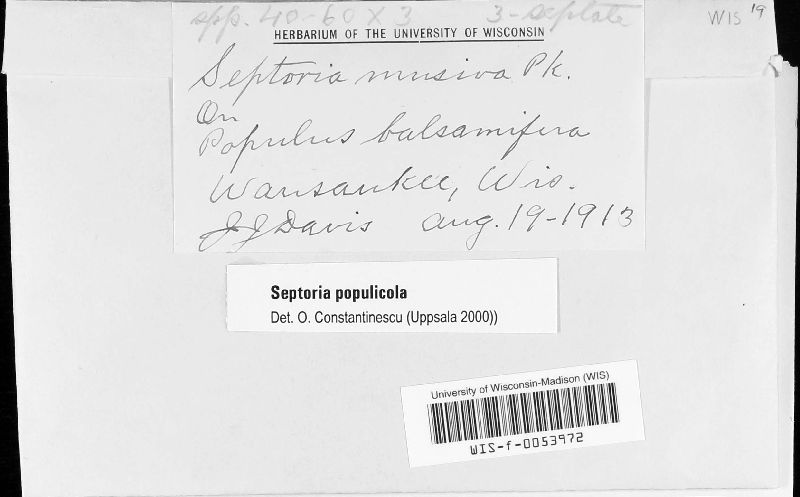 spp. 40-60 x 3 3-septate
WIS 19
HERBARIUM OF THE UNIVERSITY OF WISCONSIN
Septoria musiva Pk.
On
Populus balsamifera
Wausaukee, Wis.
JJDavis Aug. 19-1913
Septoria populicola
Det. O. Constantinescu (Uppsala 2000))
University of Wisconsin-Madison (WIS)
WIS-f-0053972